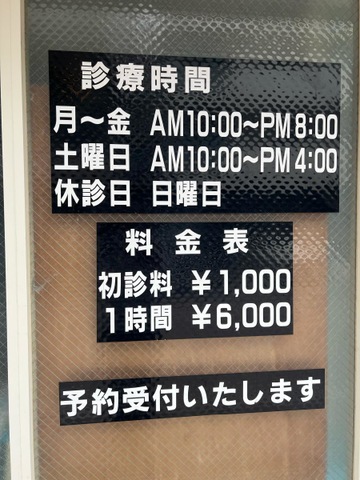 診療時間
月～金 AM10:00～PM8:00
土曜日 AM10:00～PM4:00
休診日 日曜日
料金表
初診料 ￥1,000
1時間 ￥6,000
予約受付いたします